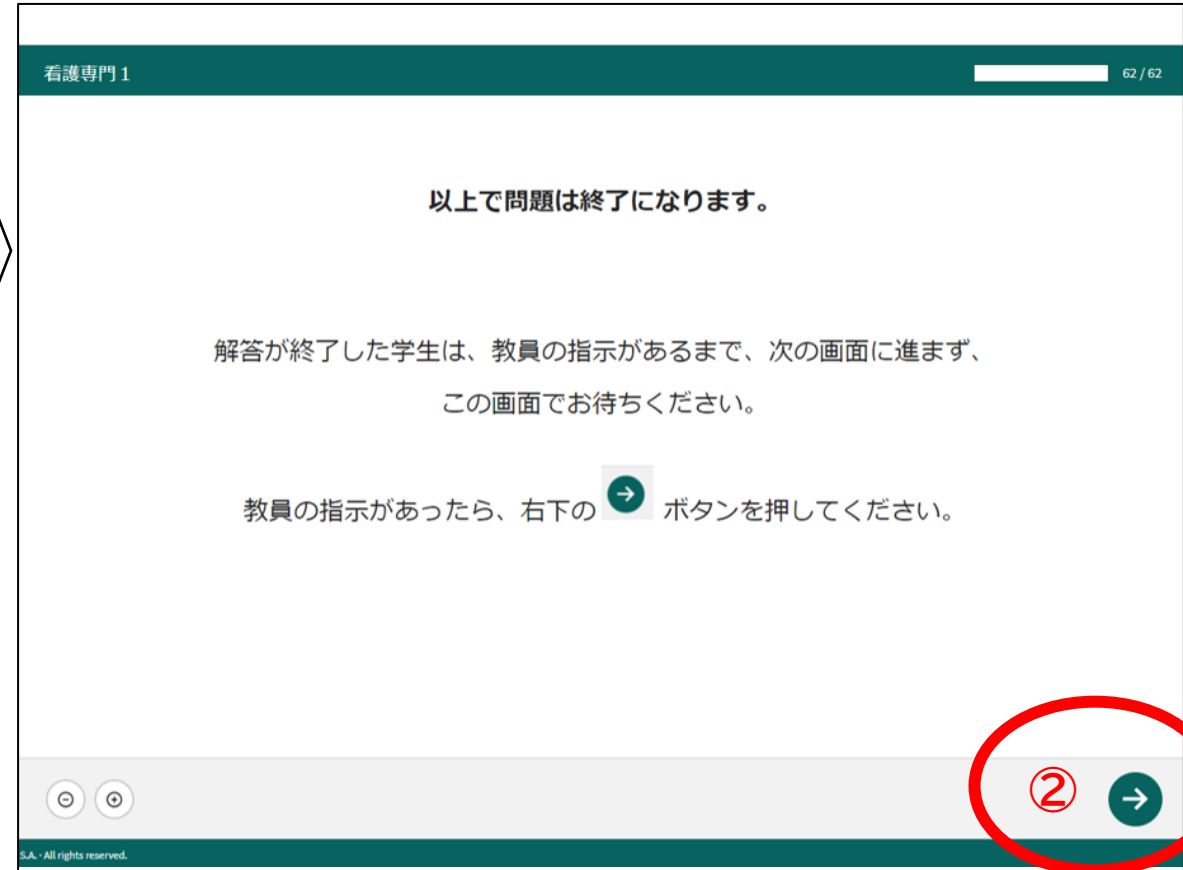 看護専門1
62 / 62
以上で問題は終了になります。
解答が終了した学生は、教員の指示があるまで、次の画面に進まず、
この画面でお待ちください。
教員の指示があったら、右下の ボタンを押してください。
②
S.A. · All rights reserved.